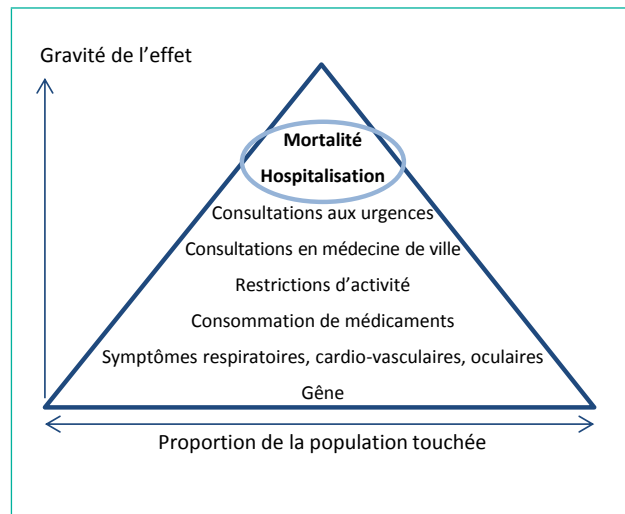 Gravité de l’effet
Mortalité
Hospitalisation
Consultations aux urgences
Consultations en médecine de ville
Restrictions d’activité
Consommation de médicaments
Symptômes respiratoires, cardio-vasculaires, oculaires
Gêne
Proportion de la population touchée